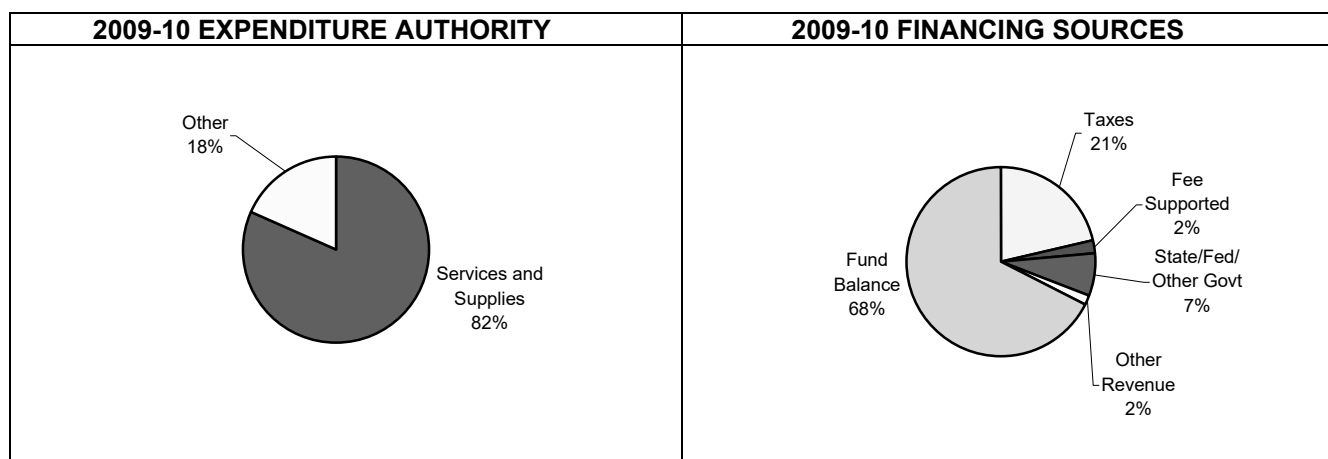 2009-10 EXPENDITURE AUTHORITY
Other
18%
Services and
Supplies
82%
2009-10 FINANCING SOURCES
Taxes
21%
Fee
Supported
2%
State/Fed/
Other Govt
7%
Other
Revenue
2%
Fund
Balance
68%